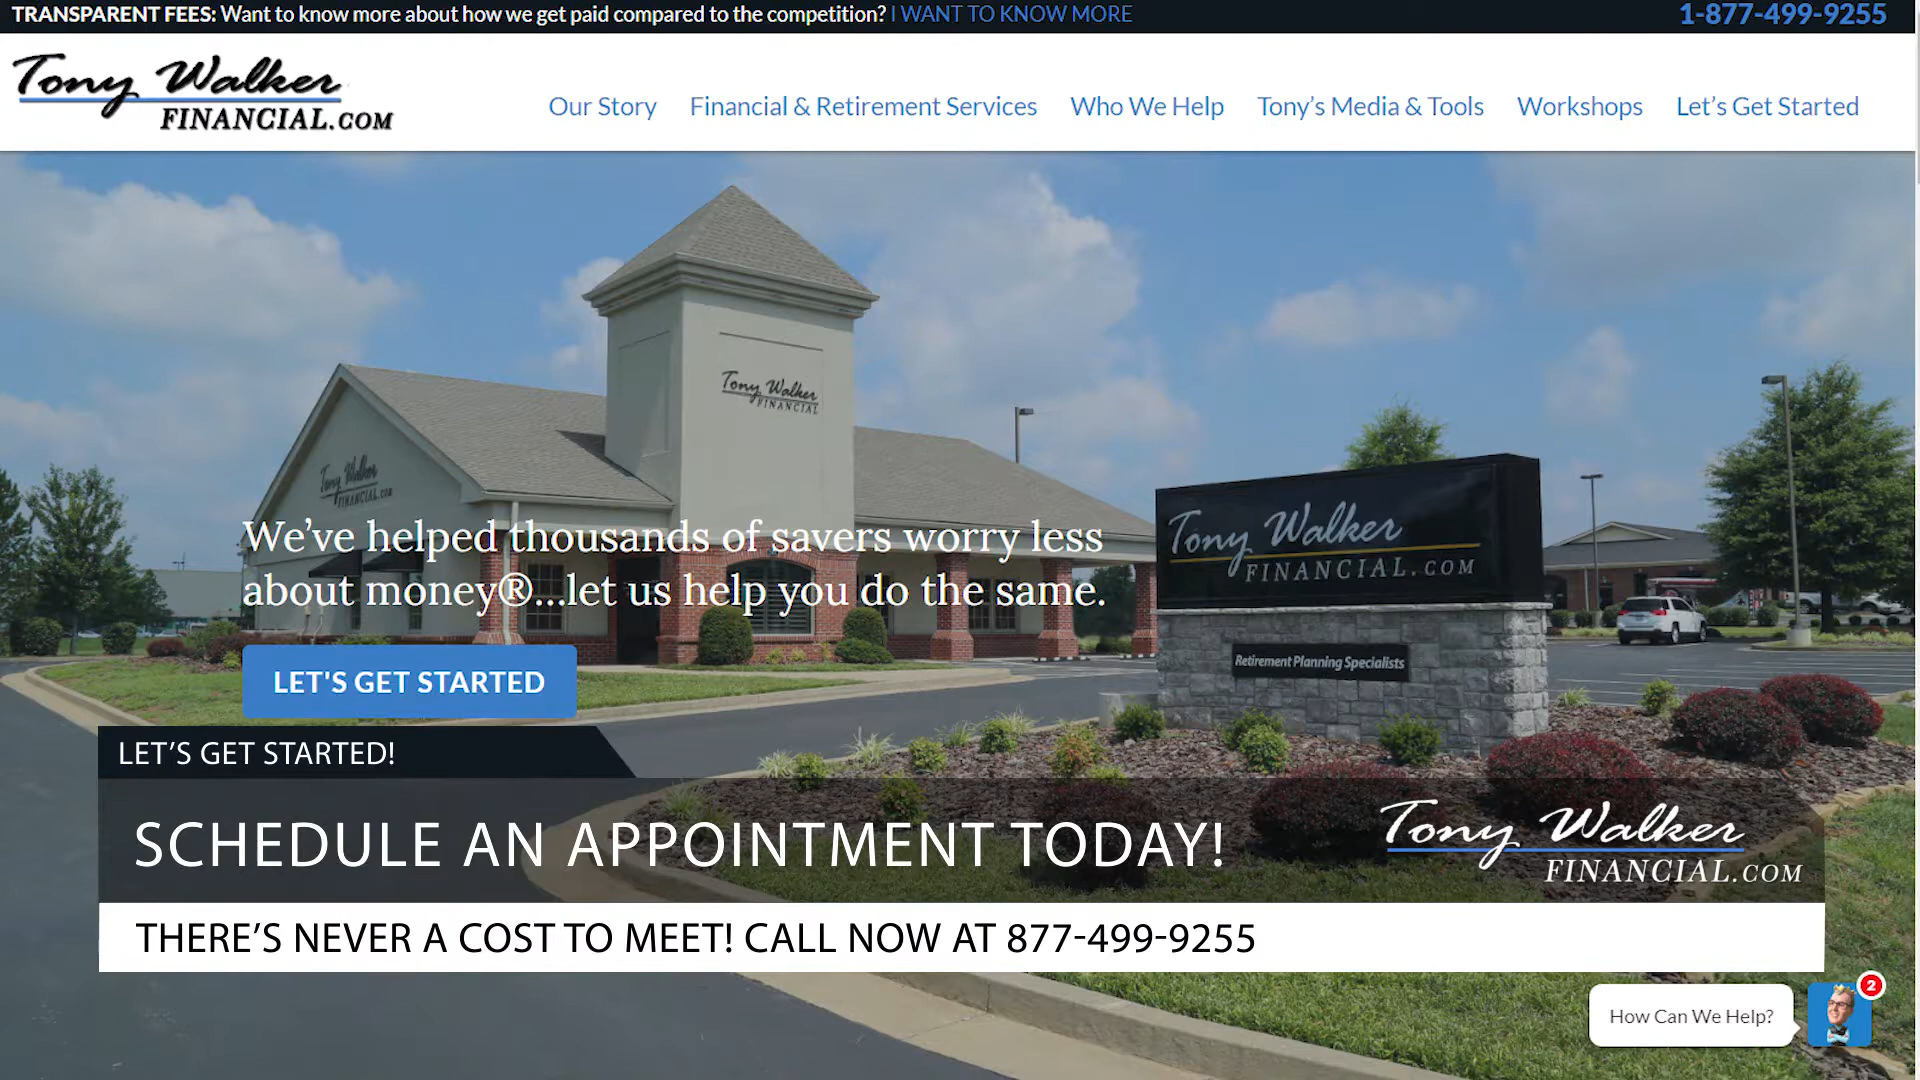 TRANSPARENT FEES: Want to know more about how we get paid compared to the competition? I WANT TO KNOW MORE
1-877-499-9255
Tony Walker
FINANCIAL.COM
Our Story Financial & Retirement Services Who We Help Tony's Media & Tools Workshops Let's Get Started
Tony Walker
FINANCIAL
Tony Walker
FINANCIAL.COM
Tony Walker
FINANCIAL.COM
We've helped thousands of savers worry less
about money®...let us help you do the same.
Retirement Planning Specialists
LET'S GET STARTED
LET'S GET STARTED!
SCHEDULE AN APPOINTMENT TODAY!
Tony Walker
FINANCIAL.COM
THERE'S NEVER A COST TO MEET! CALL NOW AT 877-499-9255
2
How Can We Help?